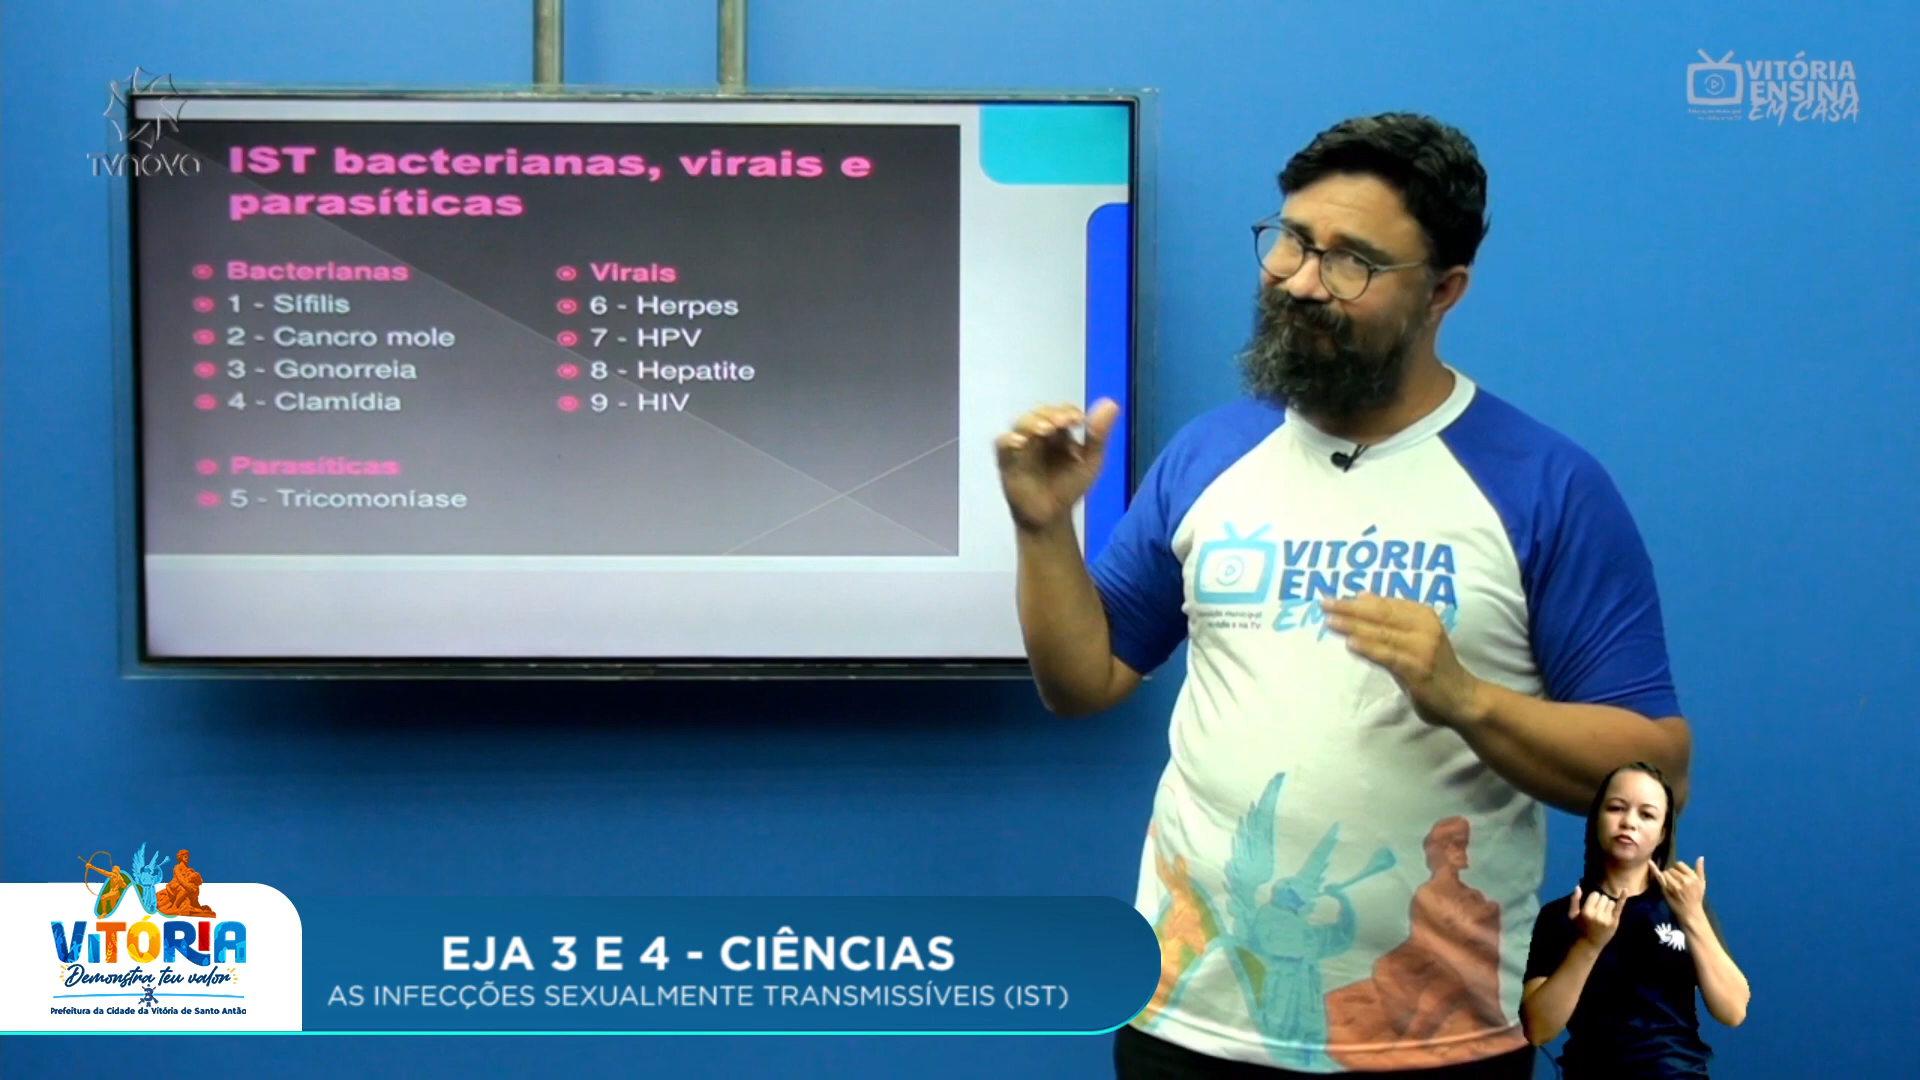 TVNOVA
VITÓRIA
ENSINA
EM CASA
IST bacterianas, virais e
parasíticas
Bacterianas
1 - Sífilis
2 - Cancro mole
3 - Gonorreia
4 - Clamídia
Parasíticas
5 - Tricomoníase
Virais
6 - Herpes
7 - HPV
8 - Hepatite
9 - HIV
VITÓRIA
ENSINA
VITÓRIA
Demonstra teu valor
Prefeitura da Cidade da Vitória de Santo Antão
EJA 3 E 4 - CIÊNCIAS
AS INFECÇÕES SEXUALMENTE TRANSMISSÍVEIS (IST)